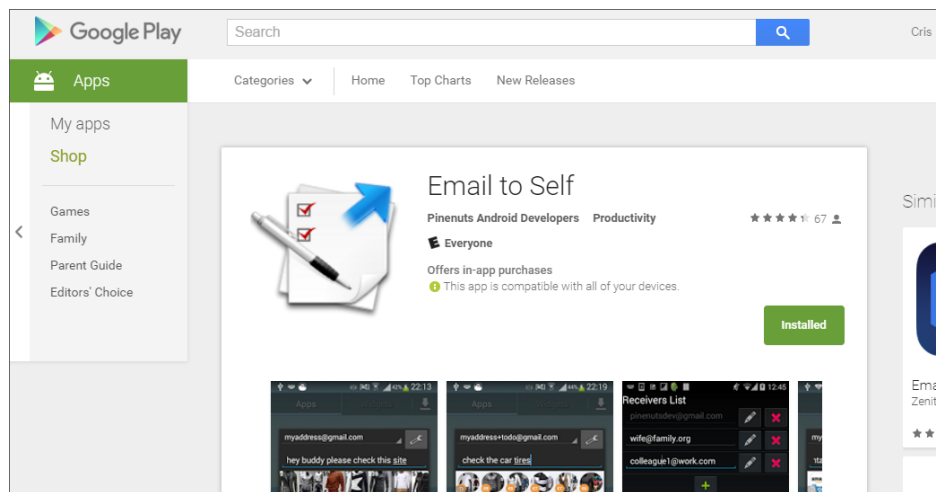 Google Play
Search
Cris
Apps
Categories
Home
Top Charts
New Releases
My apps
Shop
Games
Family
Parent Guide
Editors' Choice
Email to Self
Pinenuts Android Developers Productivity
67
E Everyone
Offers in-app purchases
This app is compatible with all of your devices.
Installed
Simi
Ema
Zenit
22:13
Apps
myaddress@gmail.com
hey buddy please check this site
22:19
Apps
myaddress+todo@gmail.com
check the car tires
12:45
Receivers List
pinenutsdev@gmail.com
wife@family.org
colleague1@work.com
+
my